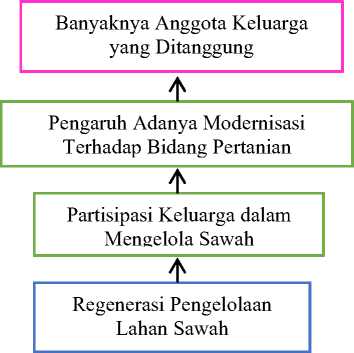 Banyaknya Anggota Keluarga
yang Ditanggung
Pengaruh Adanya Modernisasi
Terhadap Bidang Pertanian
Partisipasi Keluarga dalam
Mengelola Sawah
Regenerasi Pengelolaan
Lahan Sawah